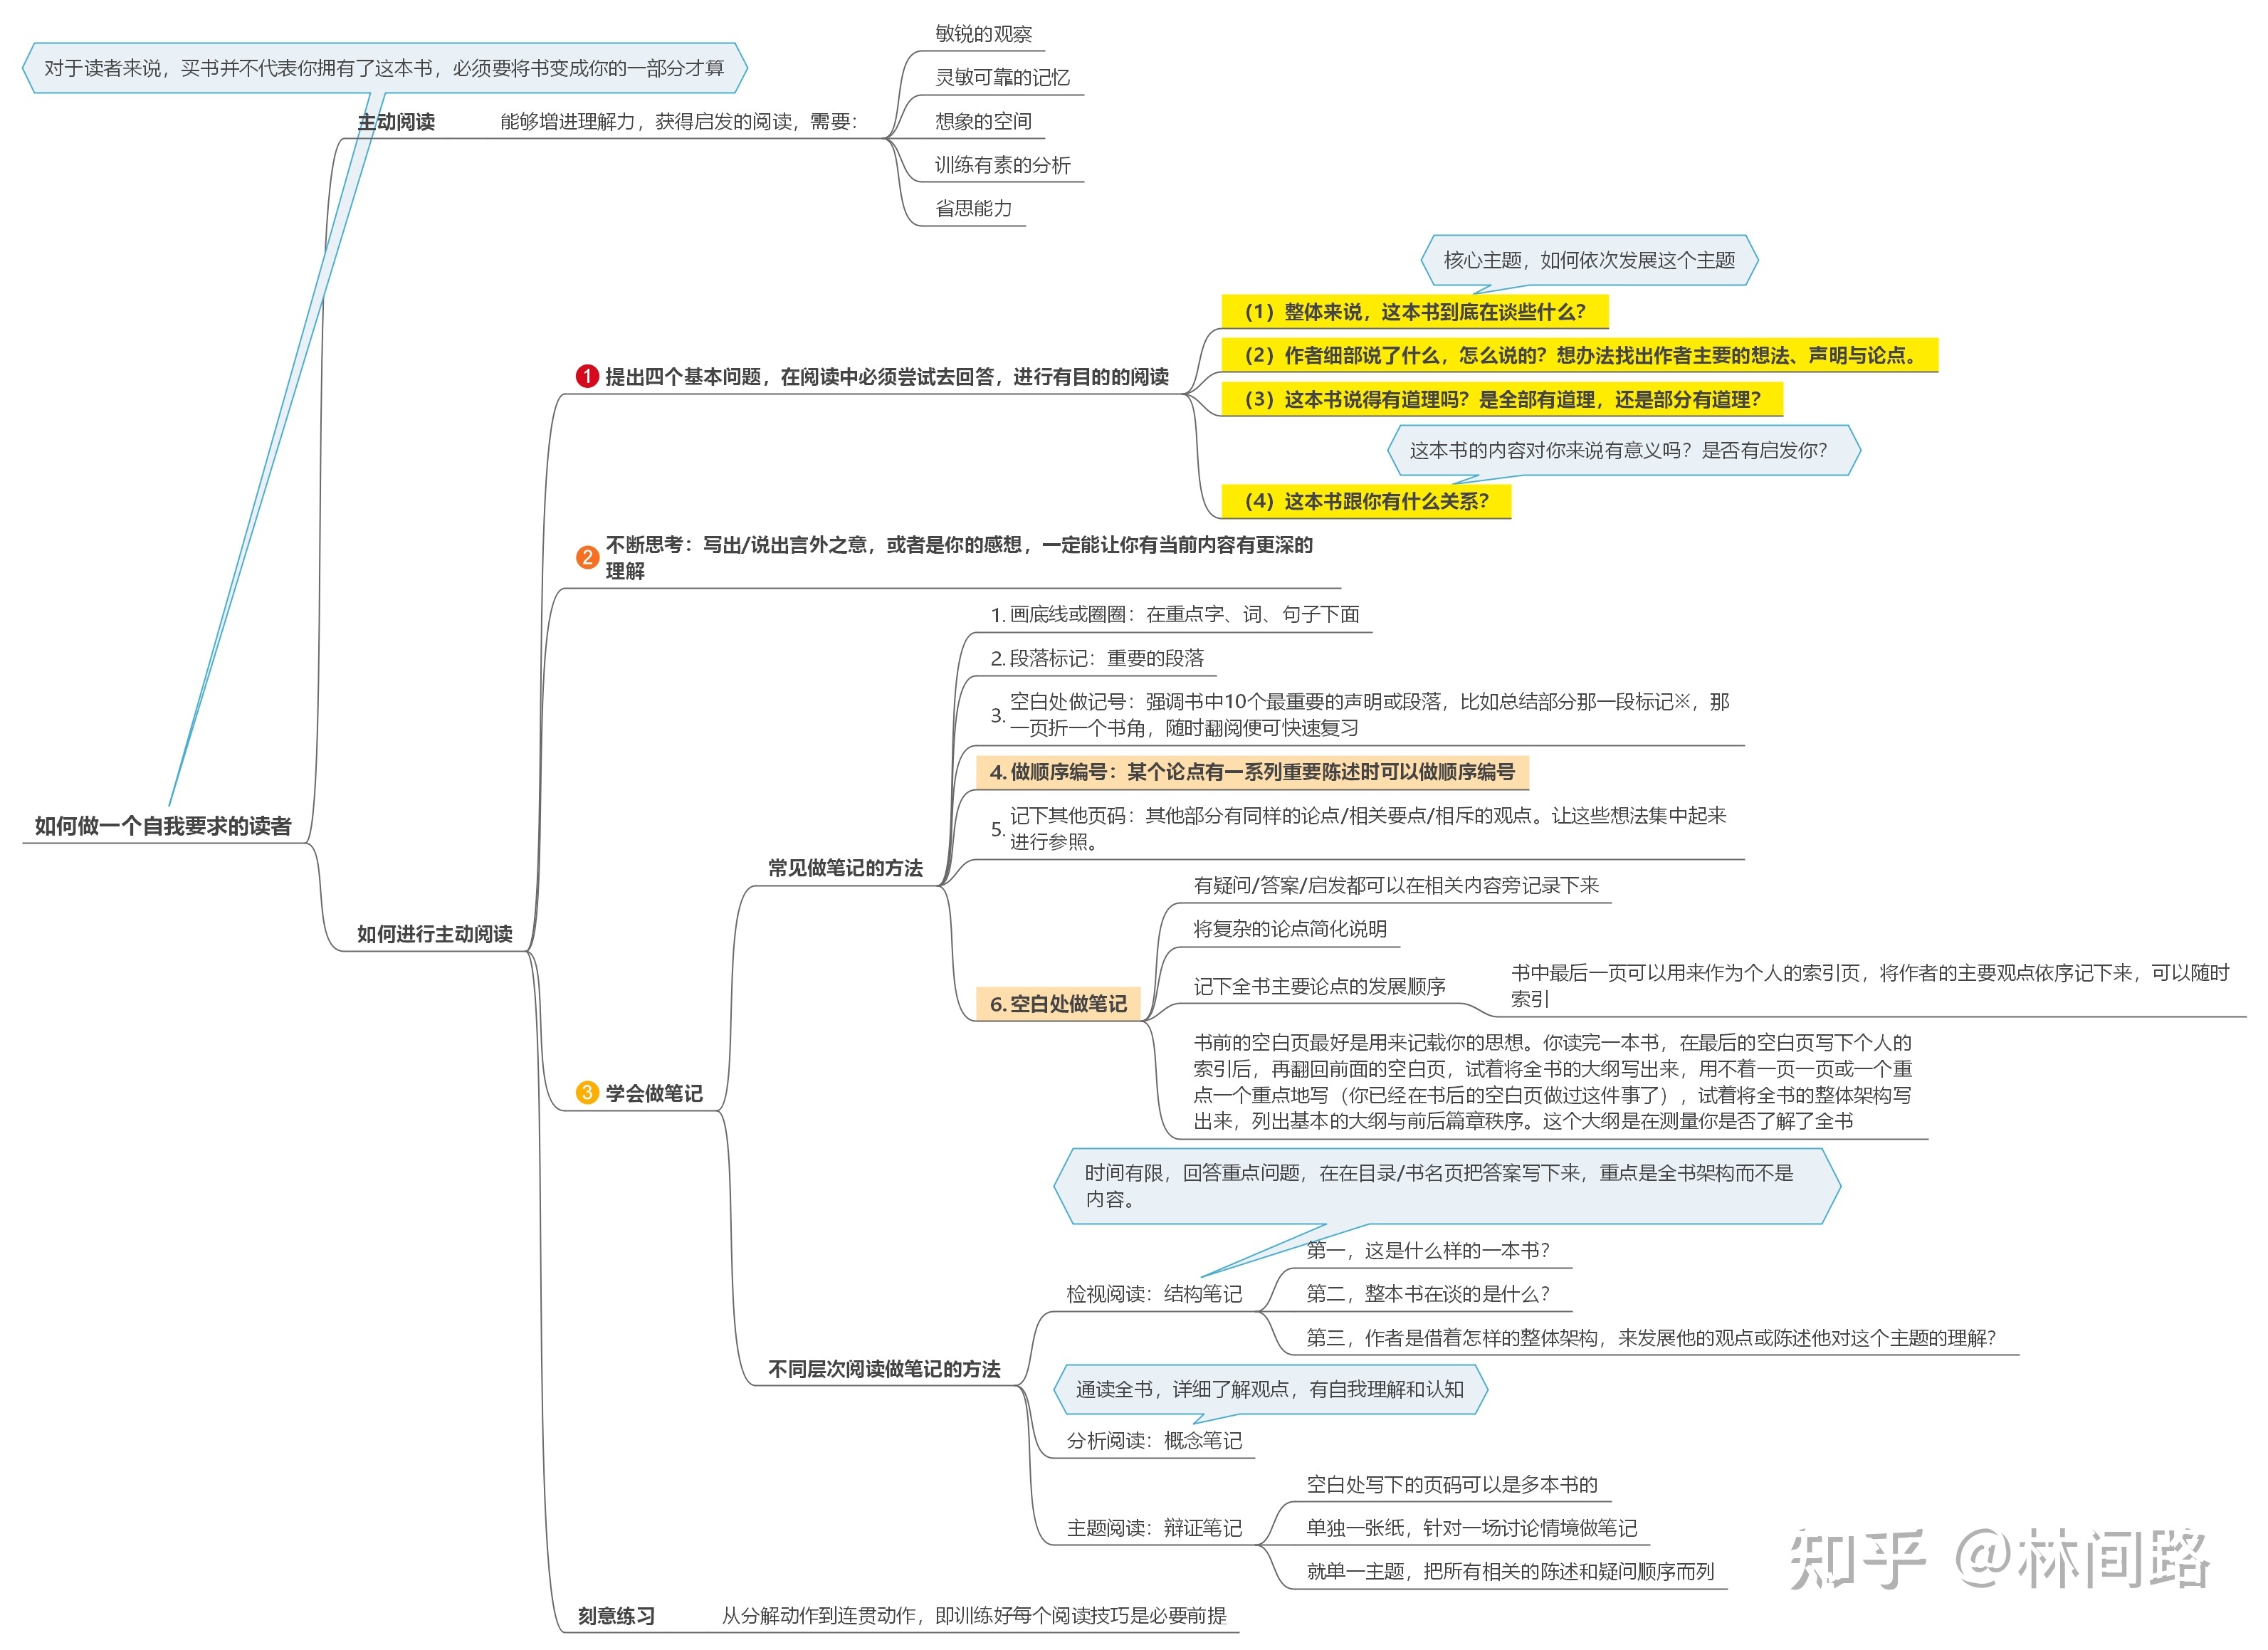 对于读者来说，买书并不代表你拥有了这本书，必须要将书变成你的一部分才算
主动阅读
能够增进理解力，获得启发的阅读，需要：
敏锐的观察
灵敏可靠的记忆
想象的空间
训练有素的分析
省思能力
如何做一个自我要求的读者
如何进行主动阅读
1 提出四个基本问题，在阅读中必须尝试去回答，进行有目的的阅读
核心主题，如何依次发展这个主题
（1）整体来说，这本书到底在谈些什么？
（2）作者细部说了什么，怎么说的？想办法找出作者主要的想法、声明与论点。
（3）这本书说得有道理吗？是全部有道理，还是部分有道理？
这本书的内容对你来说有意义吗？是否有启发你？
（4）这本书跟你有什么关系？
2 不断思考：写出/说出言外之意，或者是你的感想，一定能让你有当前内容有更深的
理解
3 学会做笔记
常见做笔记的方法
1. 画底线或圈圈：在重点字、词、句子下面
2. 段落标记：重要的段落
3. 空白处做记号：强调书中10个最重要的声明或段落，比如总结部分那一段标记※，那
一页折一个书角，随时翻阅便可快速复习
4. 做顺序编号：某个论点有一系列重要陈述时可以做顺序编号
5. 记下其他页码：其他部分有同样的论点/相关要点/相斥的观点。让这些想法集中起来
进行参照。
6. 空白处做笔记
有疑问/答案/启发都可以在相关内容旁记录下来
将复杂的论点简化说明
记下全书主要论点的发展顺序
书中最后一页可以用来作为个人的索引页，将作者的主要观点依序记下来，可以随时
索引
书前的空白页最好是用来记载你的思想。你读完一本书，在最后的空白页写下个人的
索引后，再翻回前面的空白页，试着将全书的大纲写出来，用不着一页一页或一个重
点一个重点地写（你已经在书后的空白页做过这件事了），试着将全书的整体架构写
出来，列出基本的大纲与前后篇章秩序。这个大纲是在测量你是否了解了全书
不同层次阅读做笔记的方法
时间有限，回答重点问题，在在目录/书名页把答案写下来，重点是全书架构而不是
内容。
检视阅读：结构笔记
第一，这是什么样的一本书？
第二，整本书在谈的是什么？
第三，作者是借着怎样的整体架构，来发展他的观点或陈述他对这个主题的理解？
通读全书，详细了解观点，有自我理解和认知
分析阅读：概念笔记
主题阅读：辩证笔记
空白处写下的页码可以是多本书的
单独一张纸，针对一场讨论情境做笔记
就单一主题，把所有相关的陈述和疑问顺序而列
刻意练习
从分解动作到连贯动作，即训练好每个阅读技巧是必要前提
知乎 @林间路